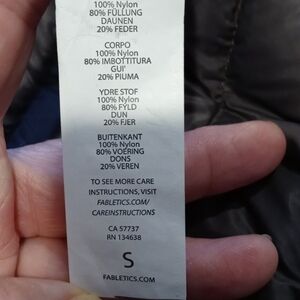 100% Nylon
80% FÜLLUNG
DAUNEN
20% FEDER
CORPO
100% Nylon
80% IMBOTTITURA
GUI'
20% PIUMA
YDRE STOF
100% Nylon
80% FYLD
DUN
20% FJER
BUITENKANT
100% Nylon
80% VOERING
DONS
20% VEREN
TO SEE MORE CARE
INSTRUCTIONS, VISIT
FABLETICS.COM/
CAREINSTRUCTIONS
CA 57737
RN 134638
S
FABLETICS.COM